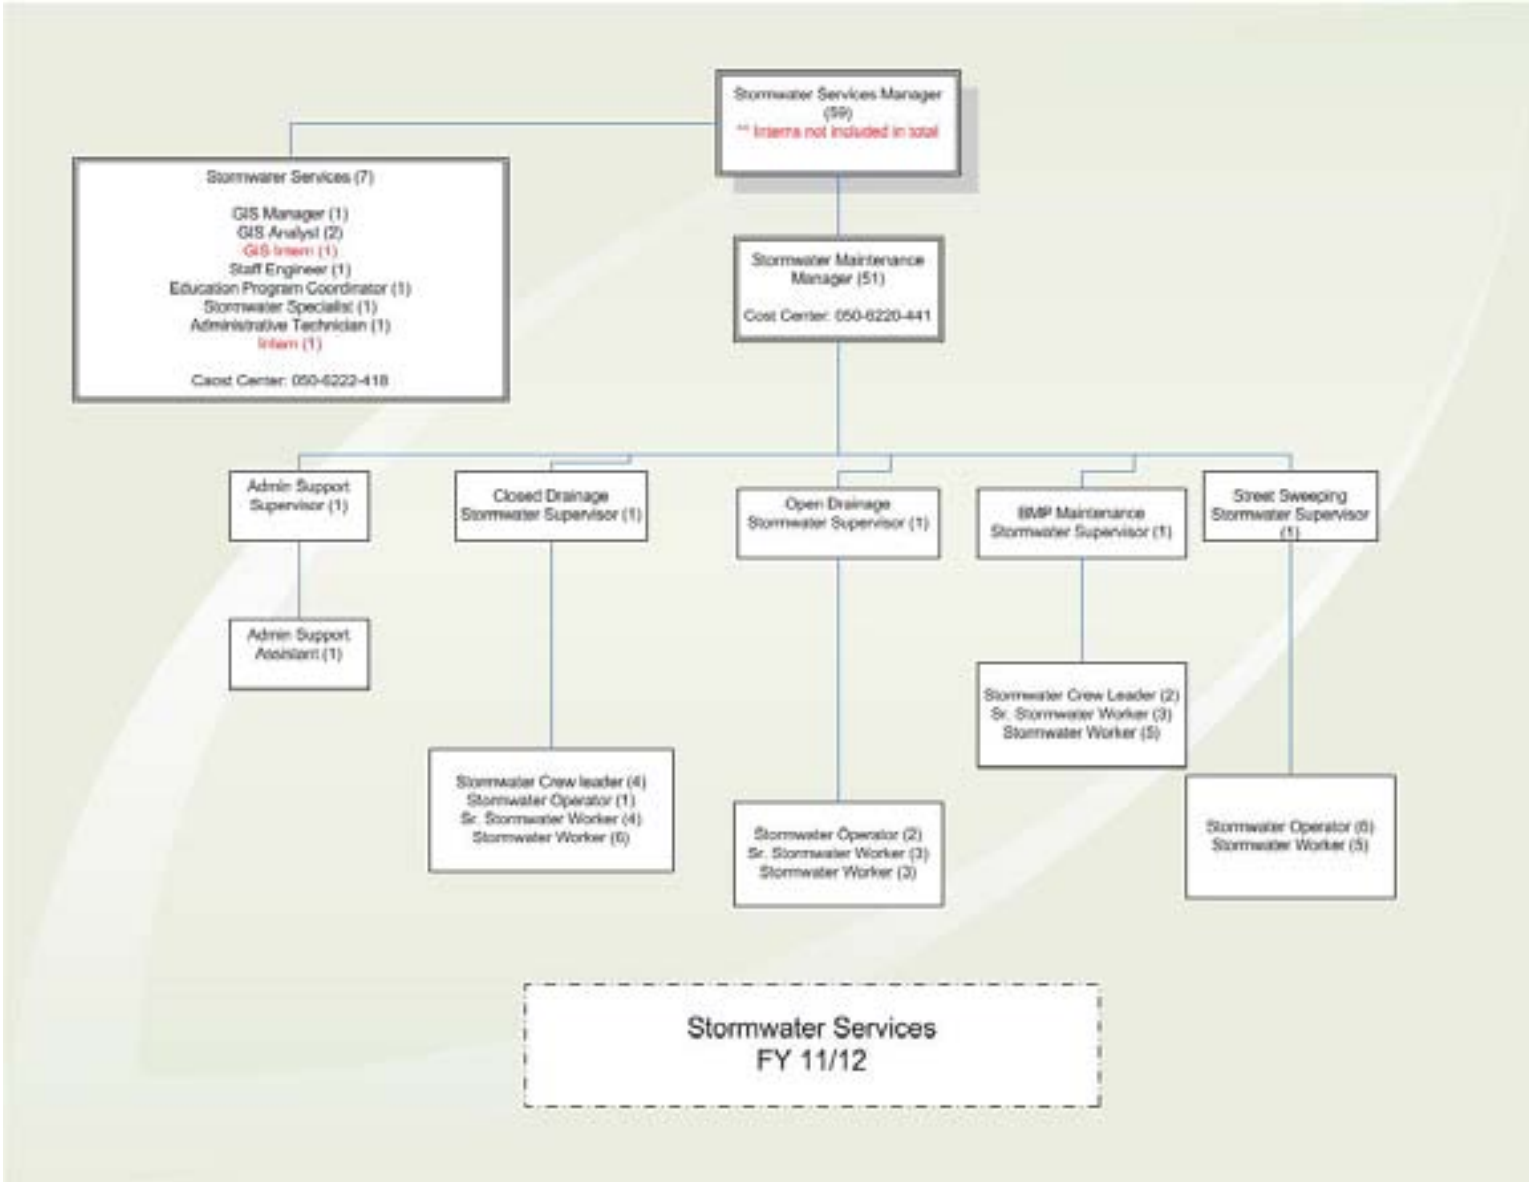 Stormwater Services Manager
(59)
** Interns not included in total
Stormwarer Services (7)
GIS Manager (1)
GIS Analyst (2)
GIS Intern (1)
Staff Engineer (1)
Education Program Coordinator (1)
Stormwater Specialist (1)
Administrative Technician (1)
Intern (1)
Caost Center: 050-6222-418
Stormwater Maintenance
Manager (51)
Cost Center: 050-6220-441
Admin Support
Supervisor (1)
Closed Drainage
Stormwater Supervisor (1)
Open Drainage
Stormwater Supervisor (1)
BMP Maintenance
Stormwater Supervisor (1)
Street Sweeping
Stormwater Supervisor
(1)
Admin Support
Assistant (1)
Stormwater Crew leader (4)
Stormwater Operator (1)
Sr. Stormwater Worker (4)
Stormwater Worker (6)
Stormwater Operator (2)
Sr. Stormwater Worker (3)
Stormwater Worker (3)
Stormwater Crew Leader (2)
Sr. Stormwater Worker (3)
Stormwater Worker (5)
Stormwater Operator (6)
Stormwater Worker (5)
Stormwater Services
FY 11/12